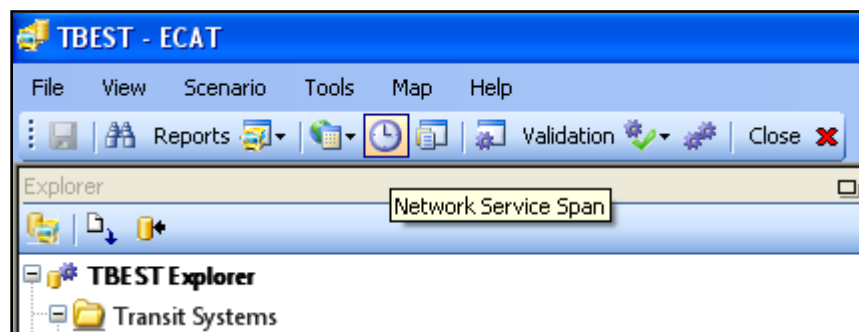 TBEST - ECAT
File View Scenario Tools Map Help
Reports Validation Close
Explorer
Network Service Span
TBEST Explorer
Transit Systems